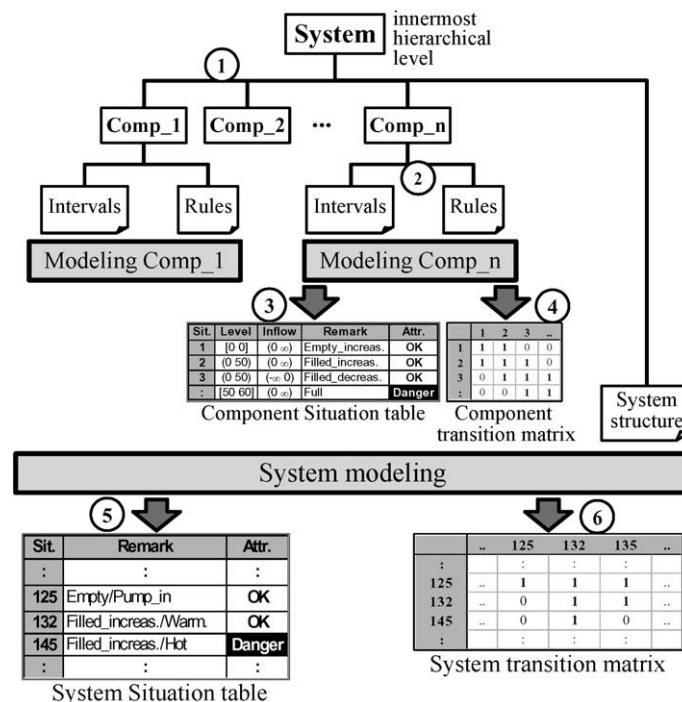 System
innermost
hierarchical
level
1
Comp_1 Comp_2 ... Comp_n
2
Intervals Rules Intervals Rules
Modeling Comp_1 Modeling Comp_n
3 4
Sit. Level Inflow Remark Attr.
1 [0 0] (0 ∞) Empty_increas. OK
2 (0 50) (0 ∞) Filled_increas. OK
3 (0 50) (-∞ 0) Filled_decreas. OK
: [50 60] (0 ∞) Full Danger
Component Situation table
1 2 3 ..
1 1 1 0 0
2 1 1 1 0
3 0 1 1 1
: 0 0 1 1
Component
transition matrix
System
structure
System modeling
5 6
Sit. Remark Attr.
: : :
125 Empty/Pump_in OK
132 Filled_increas./Warm. OK
145 Filled_increas./Hot Danger
: : :
System Situation table
.. 125 132 135 ..
: : : :
125 .. 1 1 1 ..
132 .. 0 1 1 ..
145 .. 0 1 0 ..
: : : :
System transition matrix